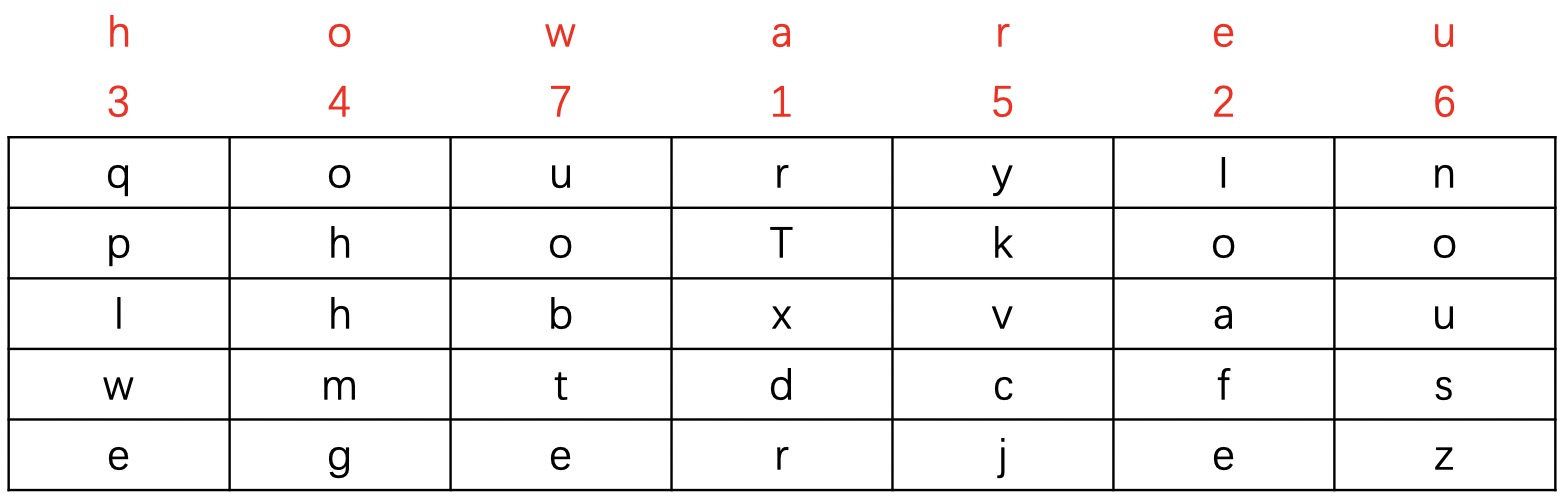 h o w a r e u
3 4 7 1 5 2 6
q o u r y l n
p h o T k o o
l h b x v a u
w m t d c f s
e g e r j e z